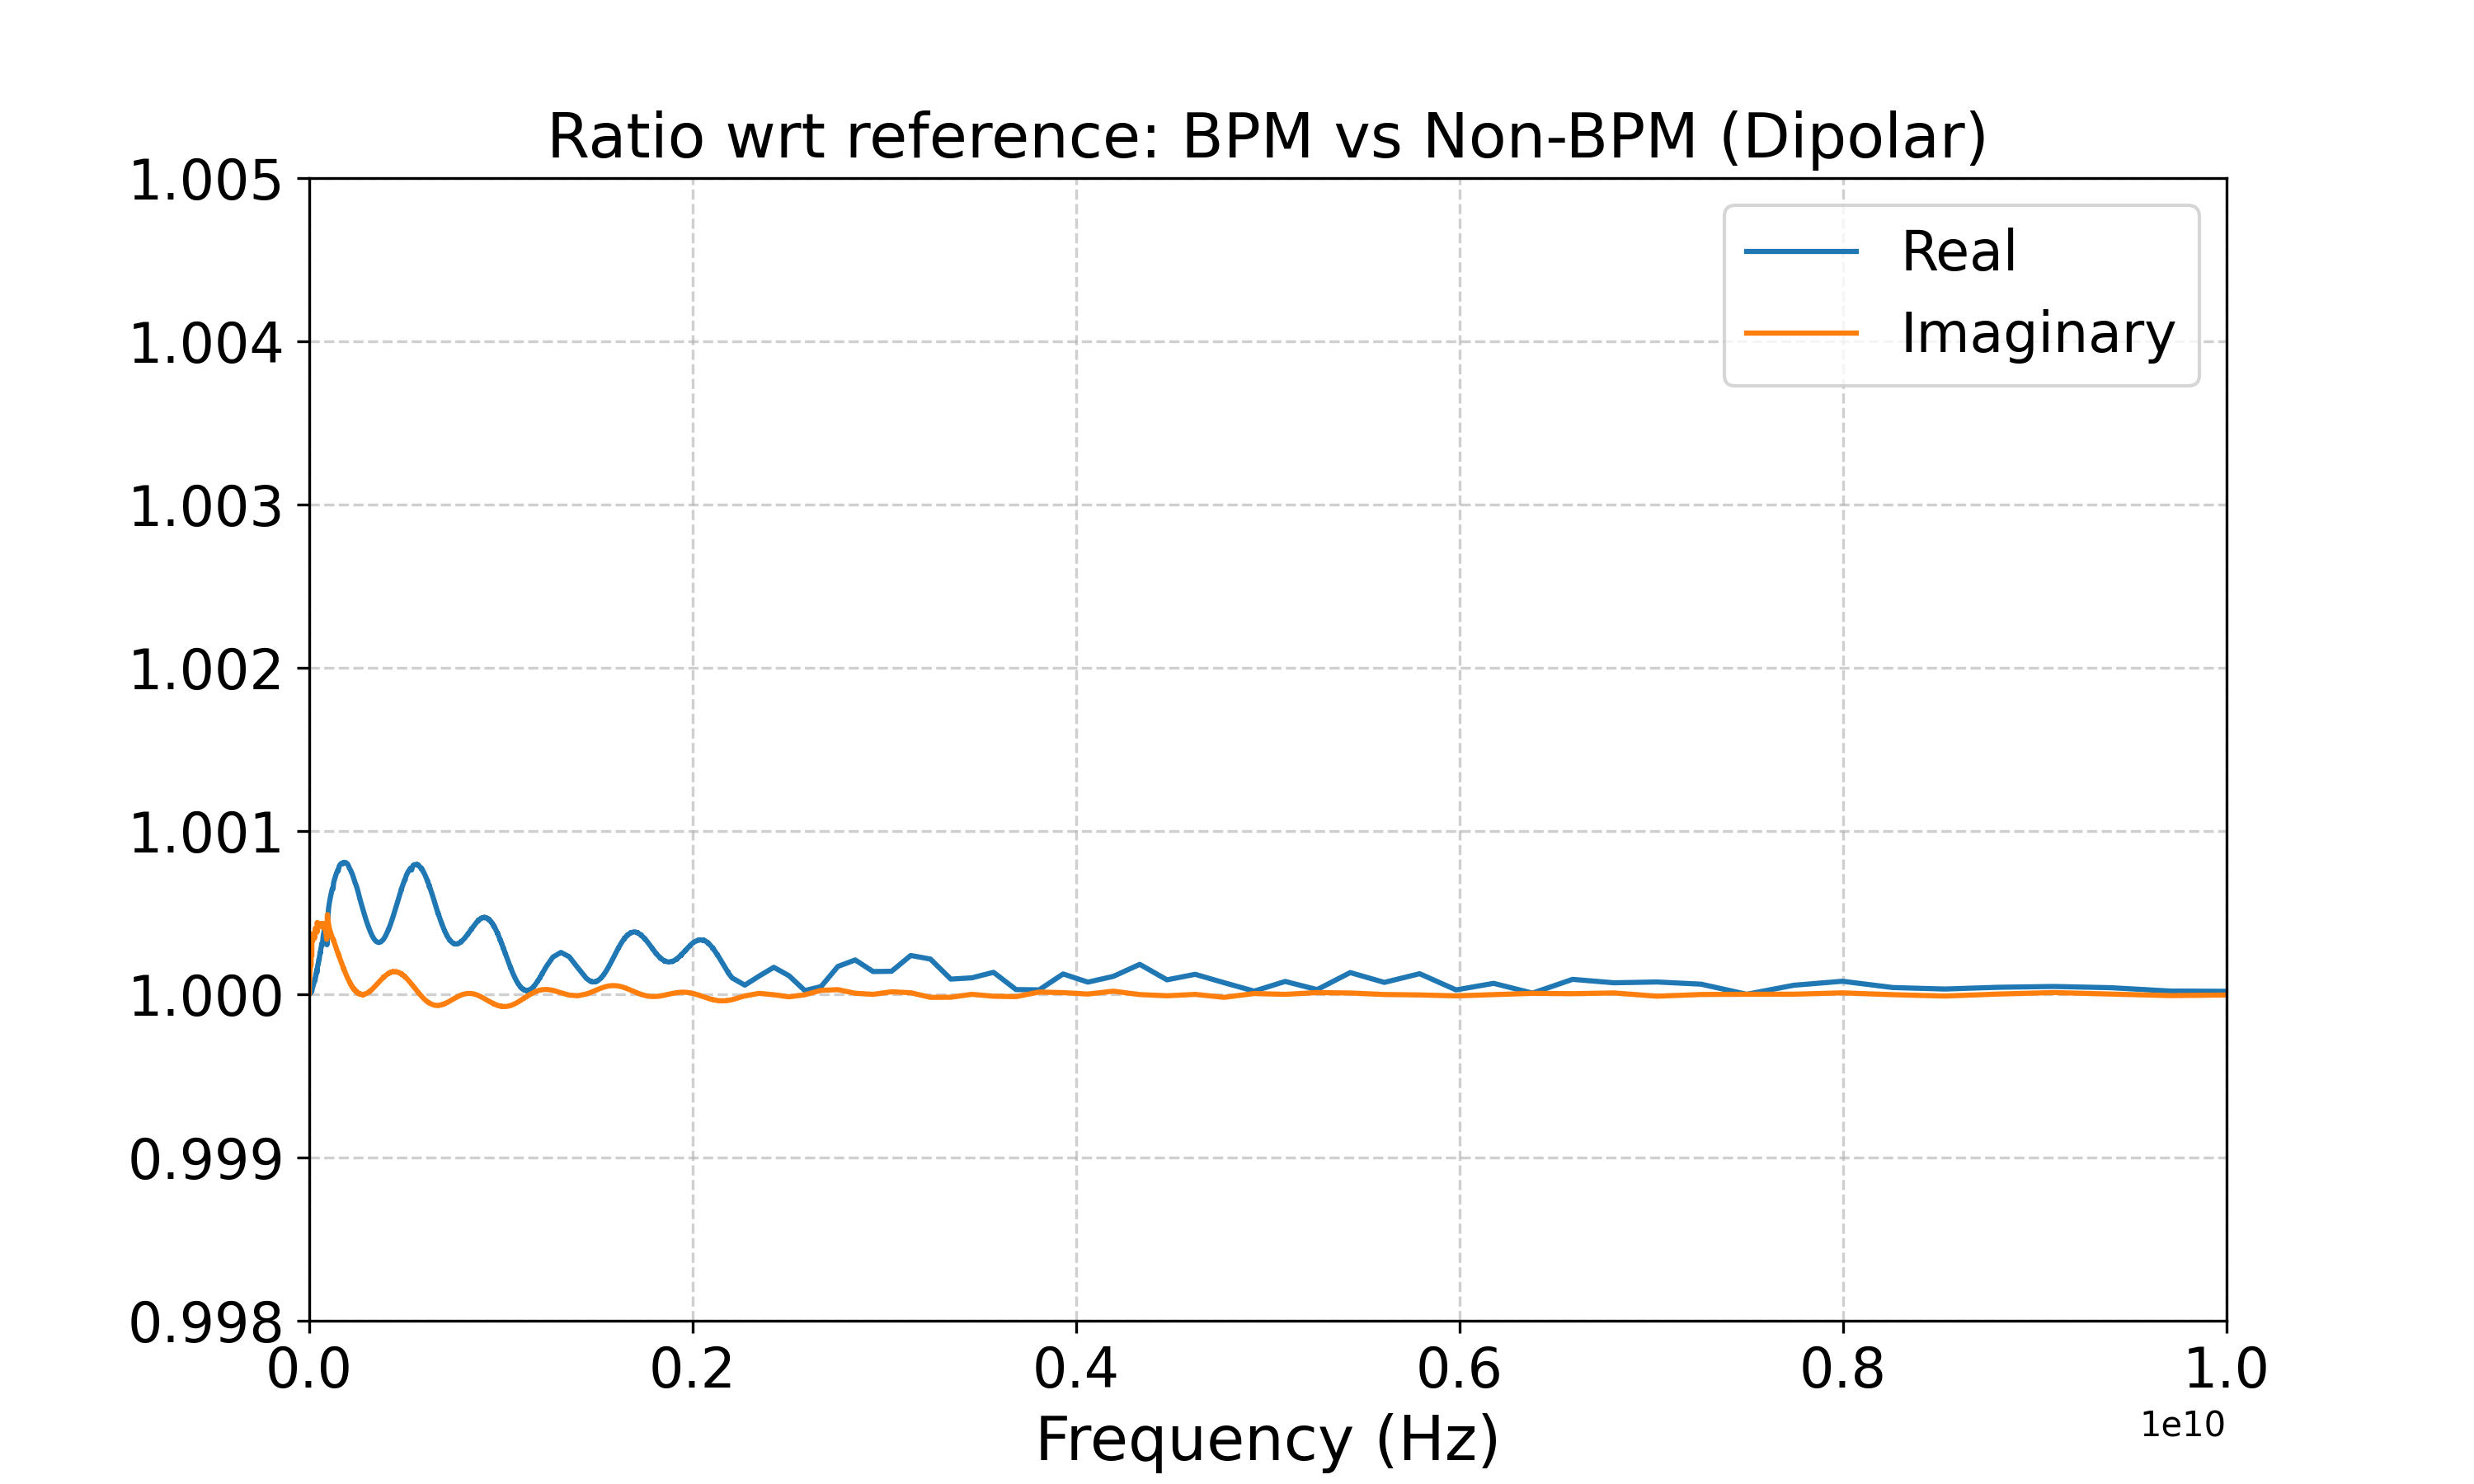 Ratio wrt reference: BPM vs Non-BPM (Dipolar)
1.005
1.004
1.003
1.002
1.001
1.000
0.999
0.998
Real
Imaginary
0.0 0.2 0.4 0.6 0.8 1.0
1e10
Frequency (Hz)